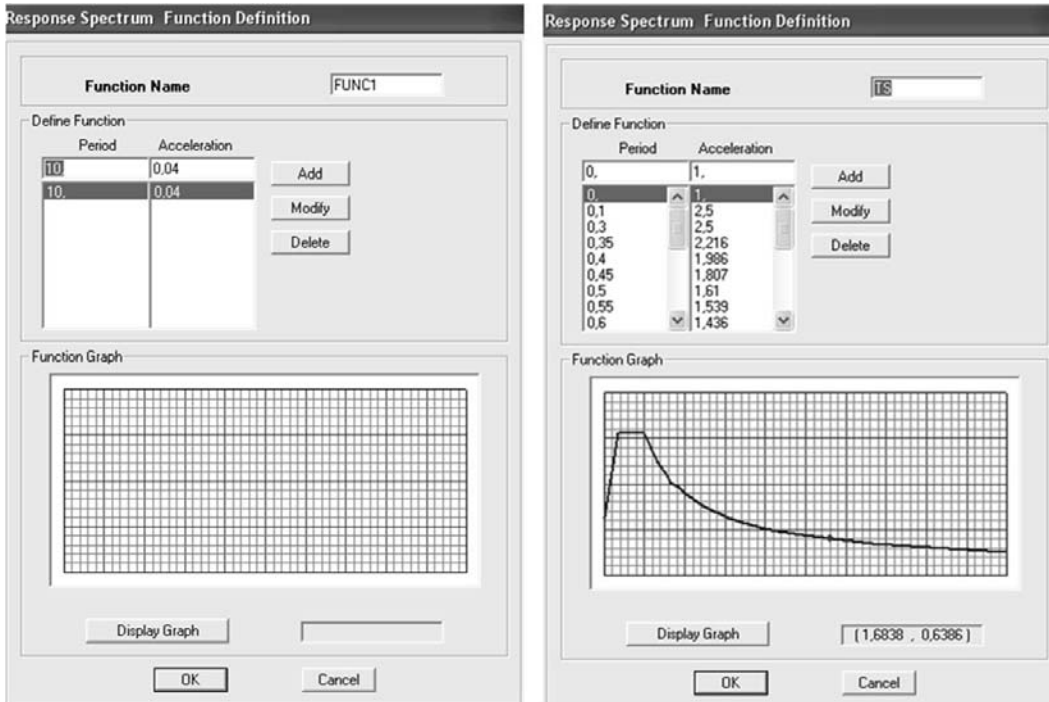 Response Spectrum Function Definition
Function Name
FUNC1
Define Function
Period Acceleration
10, 0,04
10, 0,04
Add
Modify
Delete
Function Graph
Display Graph
OK
Cancel
Response Spectrum Function Definition
Function Name
TS
Define Function
Period Acceleration
0, 1,
0, 1,
0,1 2,5
0,3 2,5
0,35 2,216
0,4 1,986
0,45 1,807
0,5 1,61
0,55 1,539
0,6 1,436
Add
Modify
Delete
Function Graph
Display Graph
(1,6838 , 0,6386)
OK
Cancel